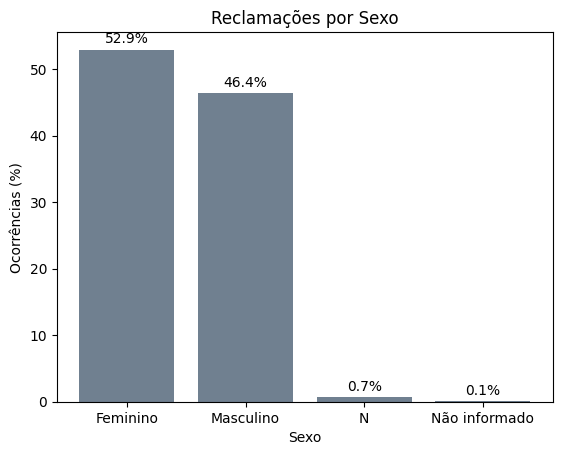 Reclamações por Sexo
52.9%
46.4%
0.7%
0.1%
50
40
30
20
10
0
Ocorrências (%)
Feminino
Masculino
N
Não informado
Sexo